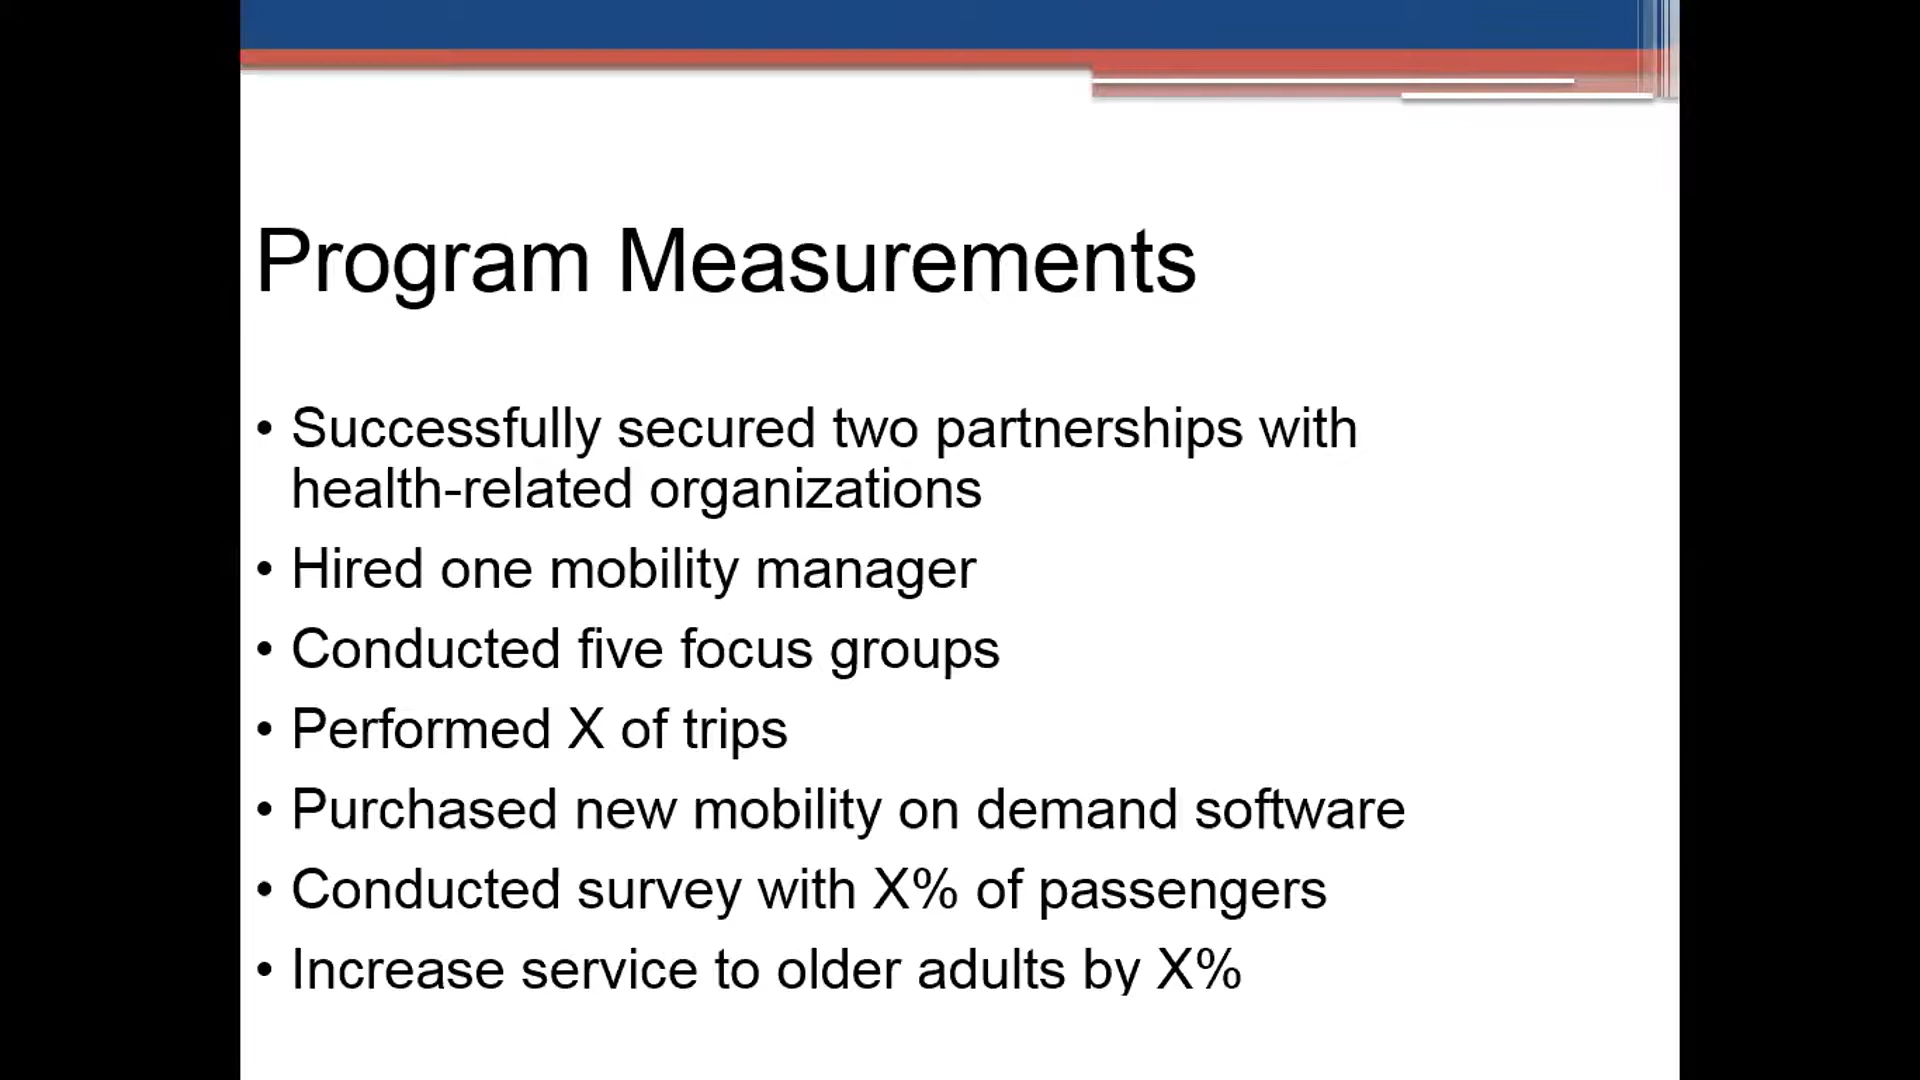 Program Measurements
• Successfully secured two partnerships with
health-related organizations
• Hired one mobility manager
• Conducted five focus groups
• Performed X of trips
• Purchased new mobility on demand software
• Conducted survey with X% of passengers
• Increase service to older adults by X%